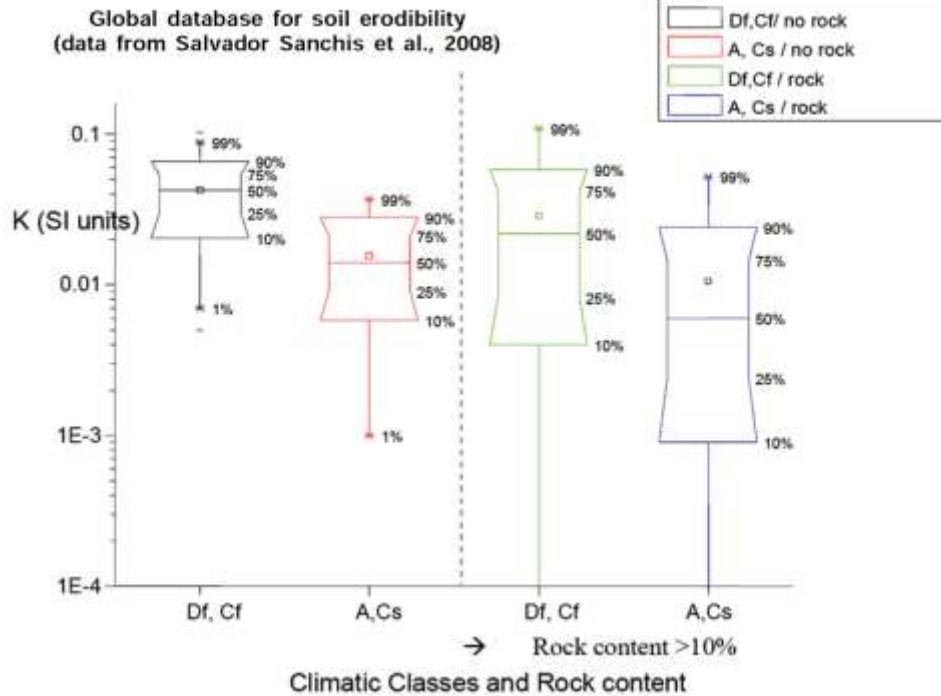 Global database for soil erodibility
(data from Salvador Sanchis et al., 2008)
Df,Cf/ no rock
A, Cs / no rock
Df,Cf / rock
A, Cs / rock
K (SI units)
0.1
0.01
1E-3
1E-4
99%
90%
75%
50%
25%
10%
1%
99%
90%
75%
50%
25%
10%
1%
99%
90%
75%
50%
25%
10%
99%
90%
75%
50%
25%
10%
Df, Cf
A,Cs
Df, Cf
A,Cs
→ Rock content >10%
Climatic Classes and Rock content